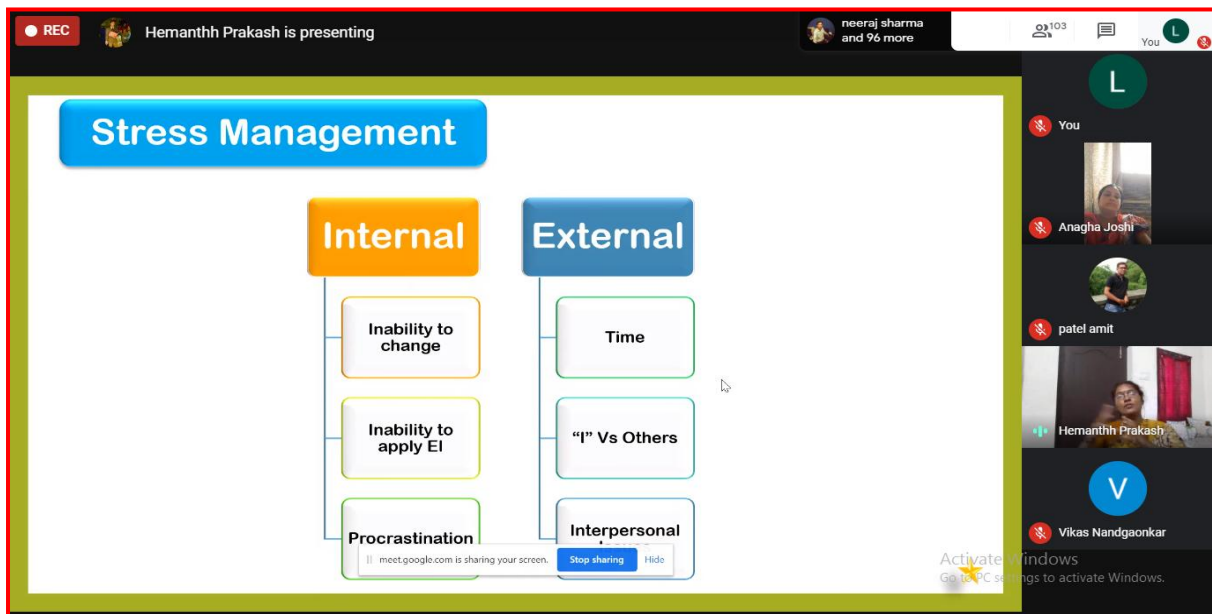 REC
Hemanthh Prakash is presenting
neeraj sharma
and 96 more
103
You
L
Stress Management
Internal
External
Inability to
change
Time
Inability to
apply EI
“I” Vs Others
Procrastination
Interpersonal
meet.google.com is sharing your screen.
Stop sharing
Hide
L
You
Anagha Joshi
patel amit
Hemanthh Prakash
V
Vikas Nandgaonkar
Activate Windows
Go to PC settings to activate Windows.